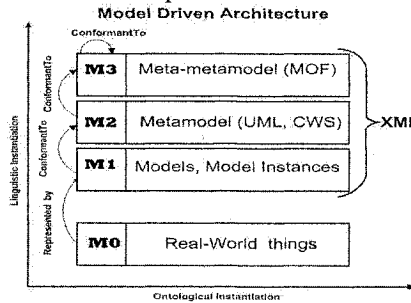 Model Driven Architecture
ConformantTo
M3 Meta-metamodel (MOF)
ConformantTo
M2 Metamodel (UML, CWS)
XMI
ConformantTo
M1 Models, Model Instances
Represented by
M0 Real-World things
Linguistic Instantiation
Ontological Instantiation